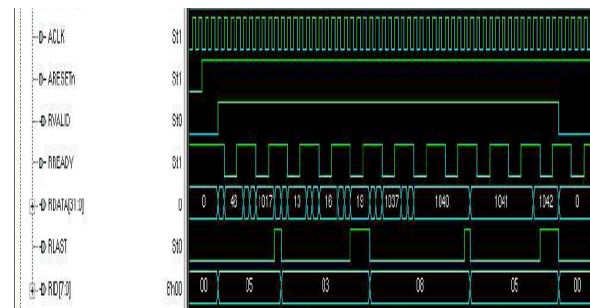 ACLK St1
ARESETn St1
RVALID St0
RREADY St1
RDATA[31:0] 0 0 46 1017 13 16 19 1037 1040 1041 1042 0
RLAST St0
RID[7:0] 8'h00 00 05 03 08 05 00